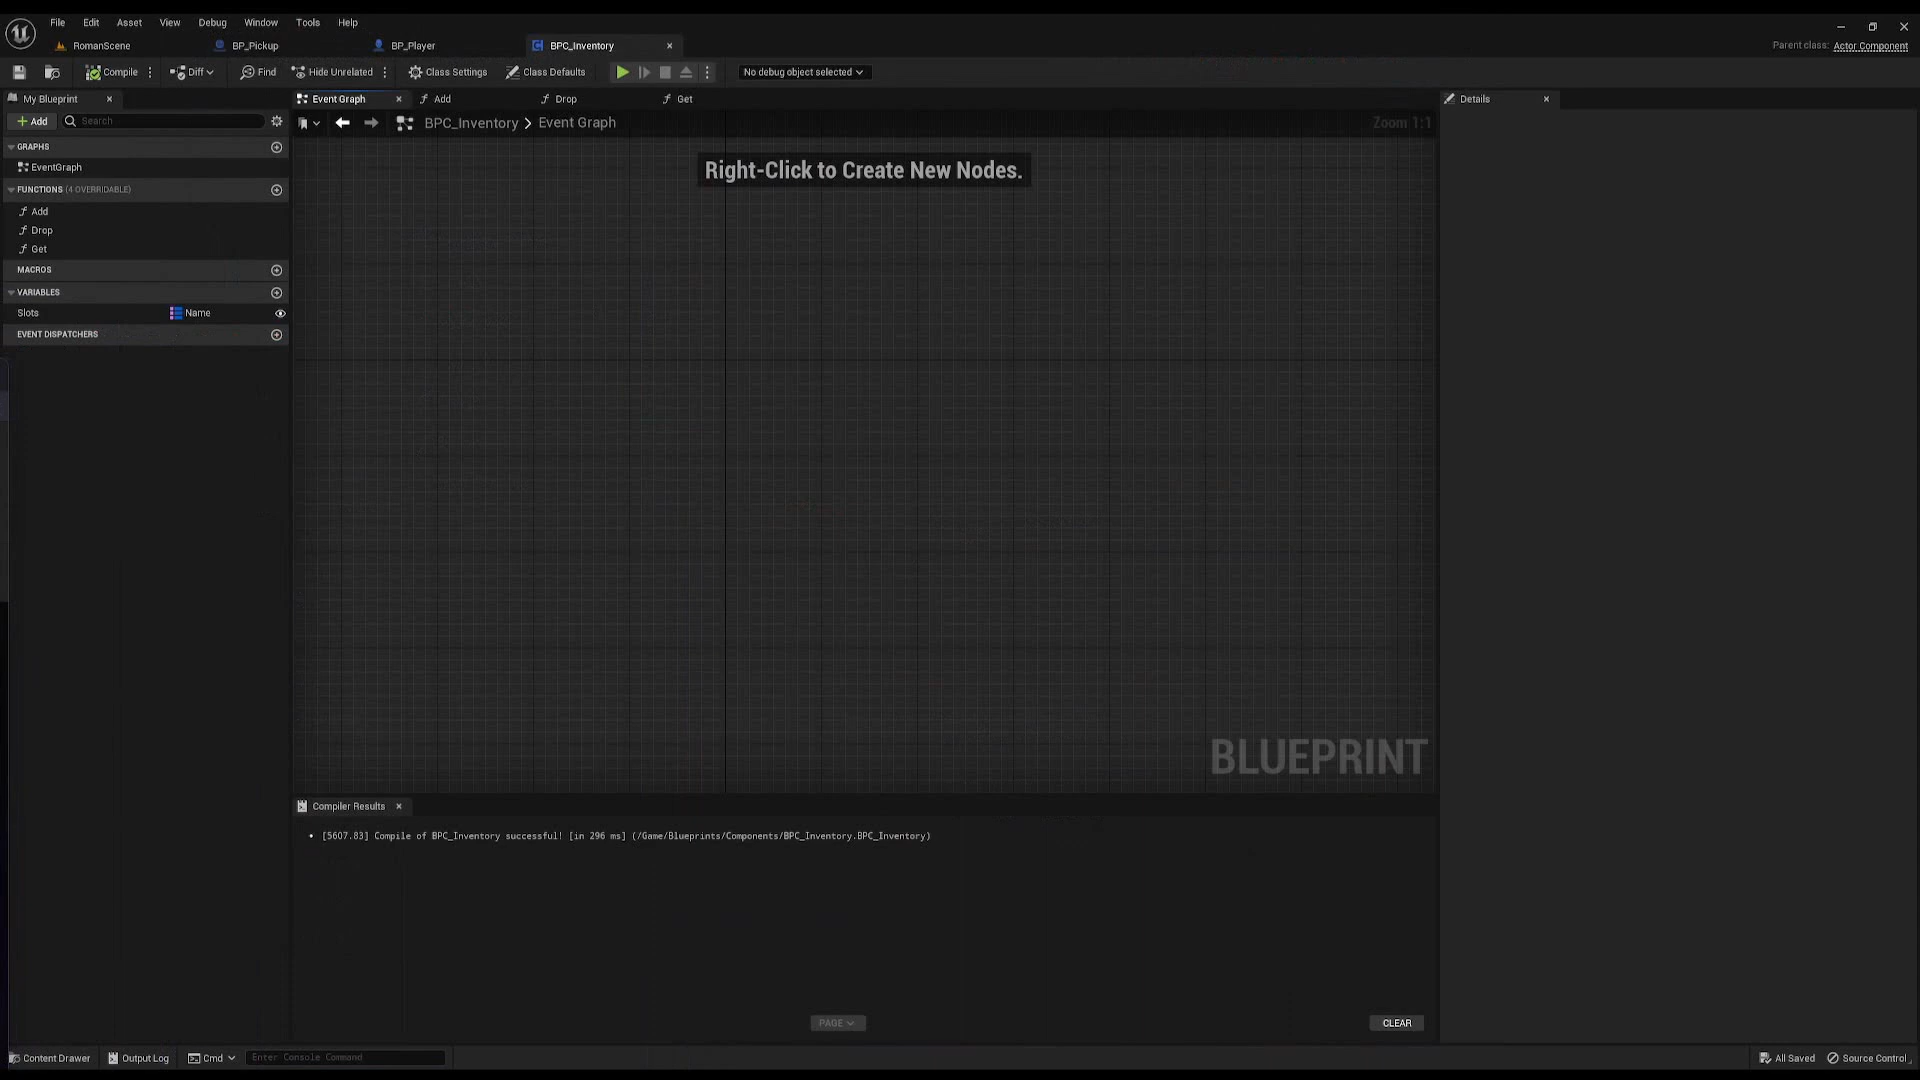 File Edit Asset View Debug Window Tools Help
RomanScene BP_Pickup BP_Player BPC_Inventory
Parent class: Actor Component
Compile Diff Find Hide Unrelated Class Settings Class Defaults No debug object selected
My Blueprint Event Graph Add Drop Get Details
Add Search BPC_Inventory > Event Graph Zoom 1:1
GRAPHS
EventGraph
FUNCTIONS (4 OVERRIDABLE)
Add
Drop
Get
MACROS
VARIABLES
Slots Name
EVENT DISPATCHERS
Right-Click to Create New Nodes.
BLUEPRINT
Compiler Results
• [5607.83] Compile of BPC_Inventory successful! [in 296 ms] (/Game/Blueprints/Components/BPC_Inventory.BPC_Inventory)
PAGE CLEAR
Content Drawer Output Log Cmd Enter Console Command All Saved Source Control